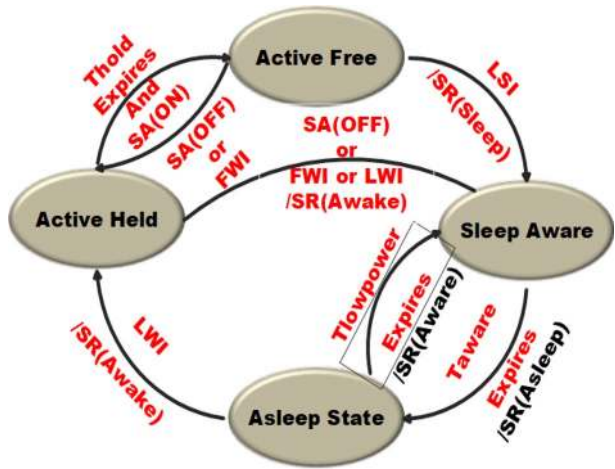 Active Free
Thold
Expires
And
SA(ON)
SA(OFF)
or
FWI
LSI
/SR(Sleep)
SA(OFF)
or
FWI or LWI
/SR(Awake)
Active Held
Sleep Aware
Tlowpower
Expires
/SR(Aware)
Taware
Expires
/SR(Asleep)
LWI
/SR(Awake)
Asleep State